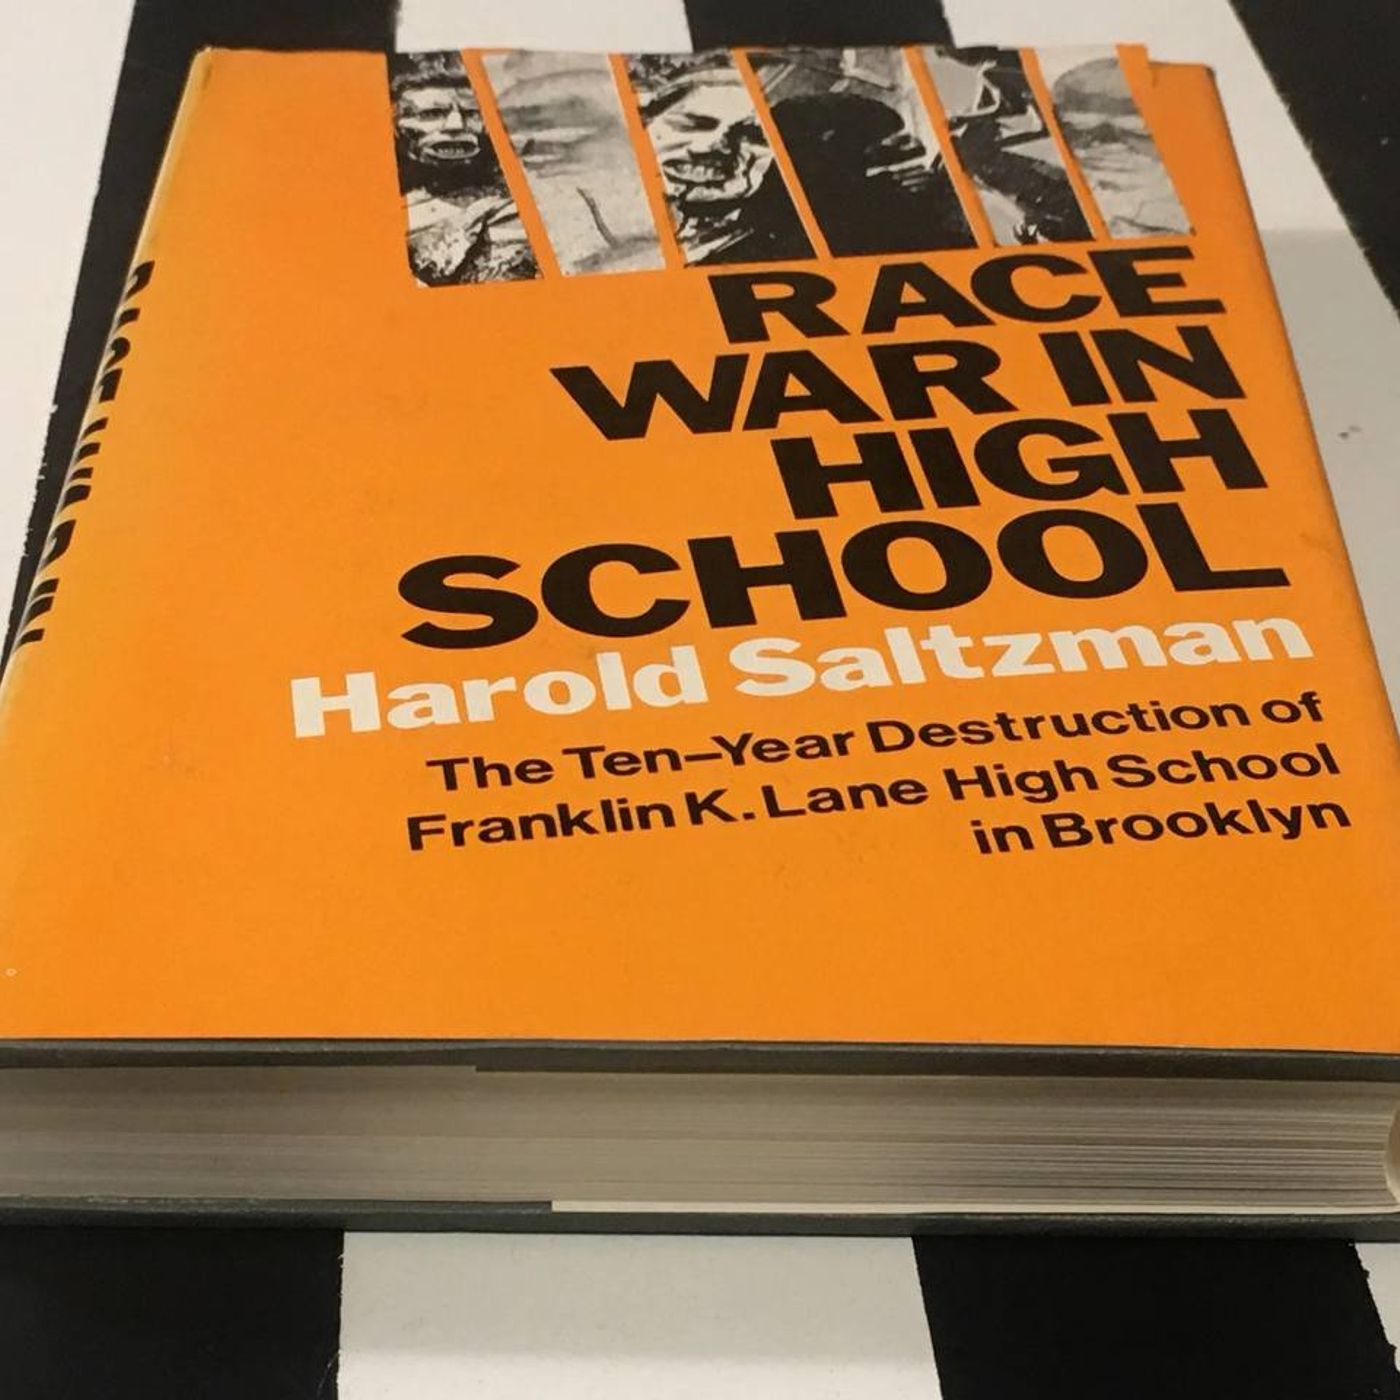 RACE
WAR IN
HIGH
SCHOOL
Harold Saltzman
The Ten-Year Destruction of
Franklin K. Lane High School
in Brooklyn